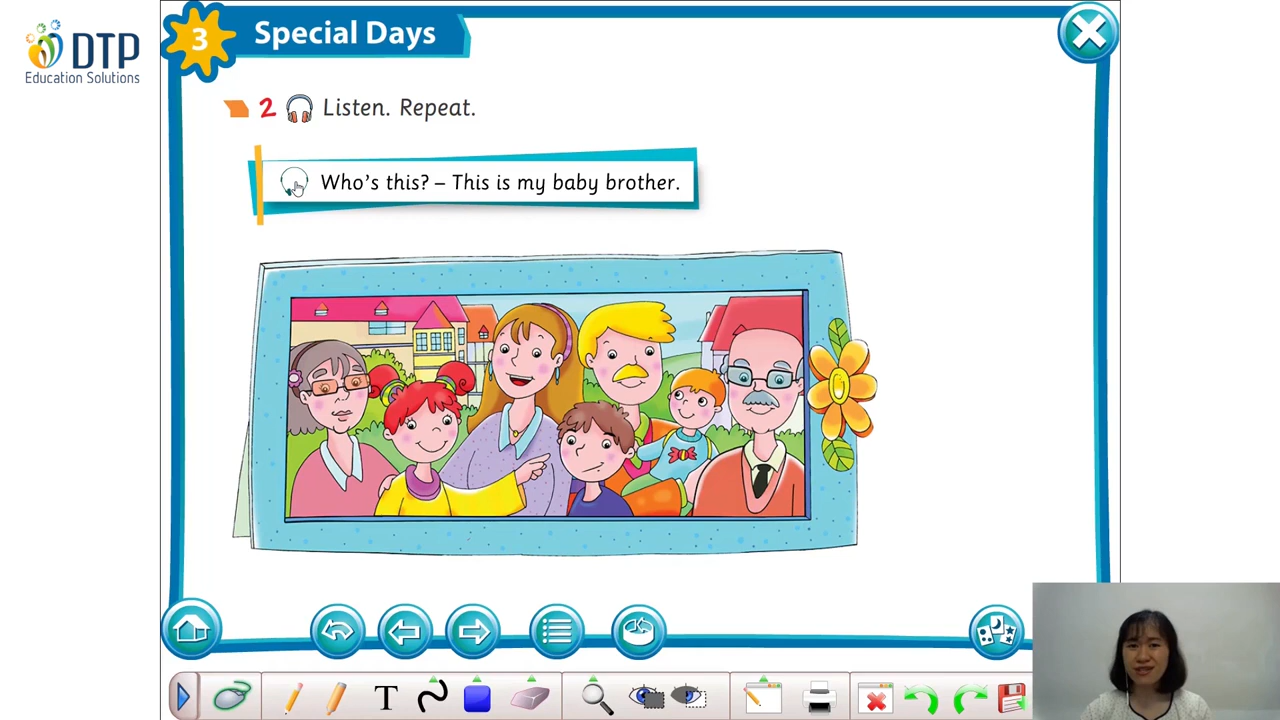 DTP
Education Solutions
3 Special Days
2 Listen. Repeat.
Who's this? – This is my baby brother.
T